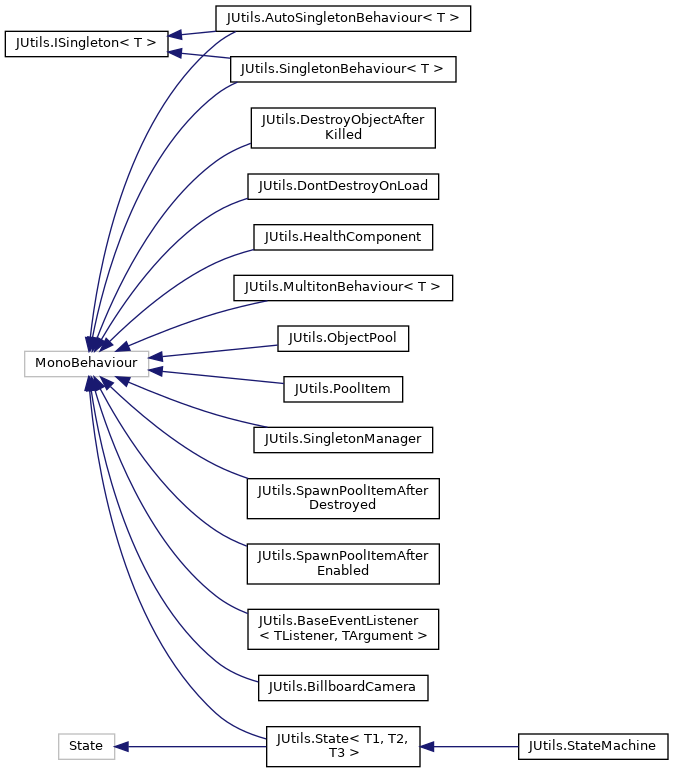 JUtils.AutoSingletonBehaviour< T >
JUtils.ISingleton< T >
JUtils.SingletonBehaviour< T >
JUtils.DestroyObjectAfter
Killed
JUtils.DontDestroyOnLoad
JUtils.HealthComponent
JUtils.MultitonBehaviour< T >
JUtils.ObjectPool
MonoBehaviour
JUtils.PoolItem
JUtils.SingletonManager
JUtils.SpawnPoolItemAfter
Destroyed
JUtils.SpawnPoolItemAfter
Enabled
JUtils.BaseEventListener
< TListener, TArgument >
JUtils.BillboardCamera
State
JUtils.State< T1, T2,
T3 >
JUtils.StateMachine